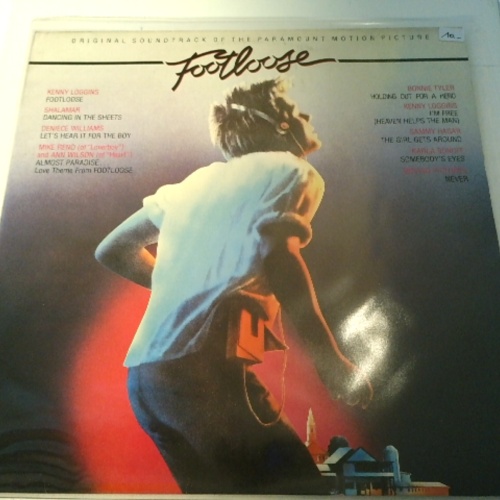 ORIGINAL SOUNDTRACK OF THE PARAMOUNT MOTION PICTURE
Footloose
KENNY LOGGINS
FOOTLOOSE
SHALAMAR
DANCING IN THE SHEETS
DENIECE WILLIAMS
LET'S HEAR IT FOR THE BOY
MIKE RENO (of "Loverboy")
and ANN WILSON (of "Heart")
ALMOST PARADISE
Love Theme From FOOTLOOSE
BONNIE TYLER
HOLDING OUT FOR A HERO
KENNY LOGGINS
I'M FREE
(HEAVEN HELPS THE MAN)
SAMMY HAGAR
THE GIRL GETS AROUND
KARLA BONOFF
SOMEBODY'S EYES
NEVER